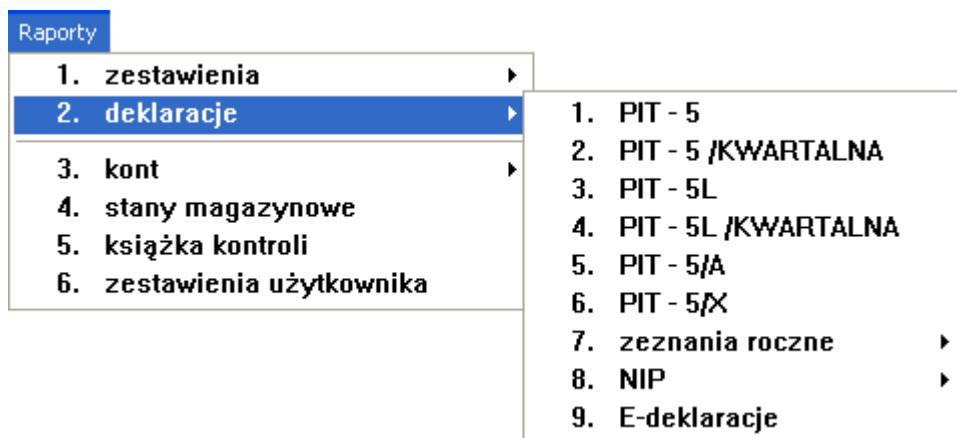 Raporty
1. zestawienia
2. deklaracje
3. kont
4. stany magazynowe
5. książka kontroli
6. zestawienia użytkownika
1. PIT - 5
2. PIT - 5 /KWARTALNA
3. PIT - 5L
4. PIT - 5L /KWARTALNA
5. PIT - 5/A
6. PIT - 5/X
7. zeznania roczne
8. NIP
9. E-deklaracje